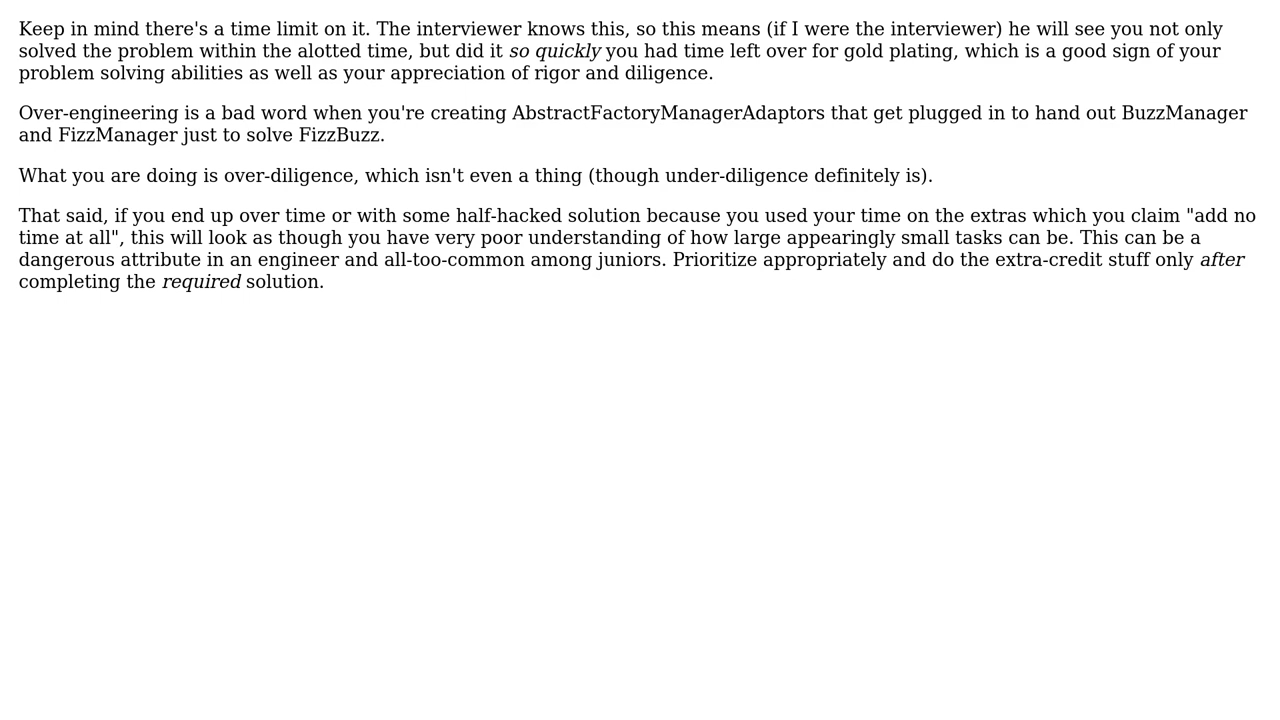 Keep in mind there's a time limit on it. The interviewer knows this, so this means (if I were the interviewer) he will see you not only
solved the problem within the alotted time, but did it so quickly you had time left over for gold plating, which is a good sign of your
problem solving abilities as well as your appreciation of rigor and diligence.
Over-engineering is a bad word when you're creating AbstractFactoryManagerAdaptors that get plugged in to hand out BuzzManager
and FizzManager just to solve FizzBuzz.
What you are doing is over-diligence, which isn't even a thing (though under-diligence definitely is).
That said, if you end up over time or with some half-hacked solution because you used your time on the extras which you claim "add no
time at all", this will look as though you have very poor understanding of how large appearingly small tasks can be. This can be a
dangerous attribute in an engineer and all-too-common among juniors. Prioritize appropriately and do the extra-credit stuff only after
completing the required solution.